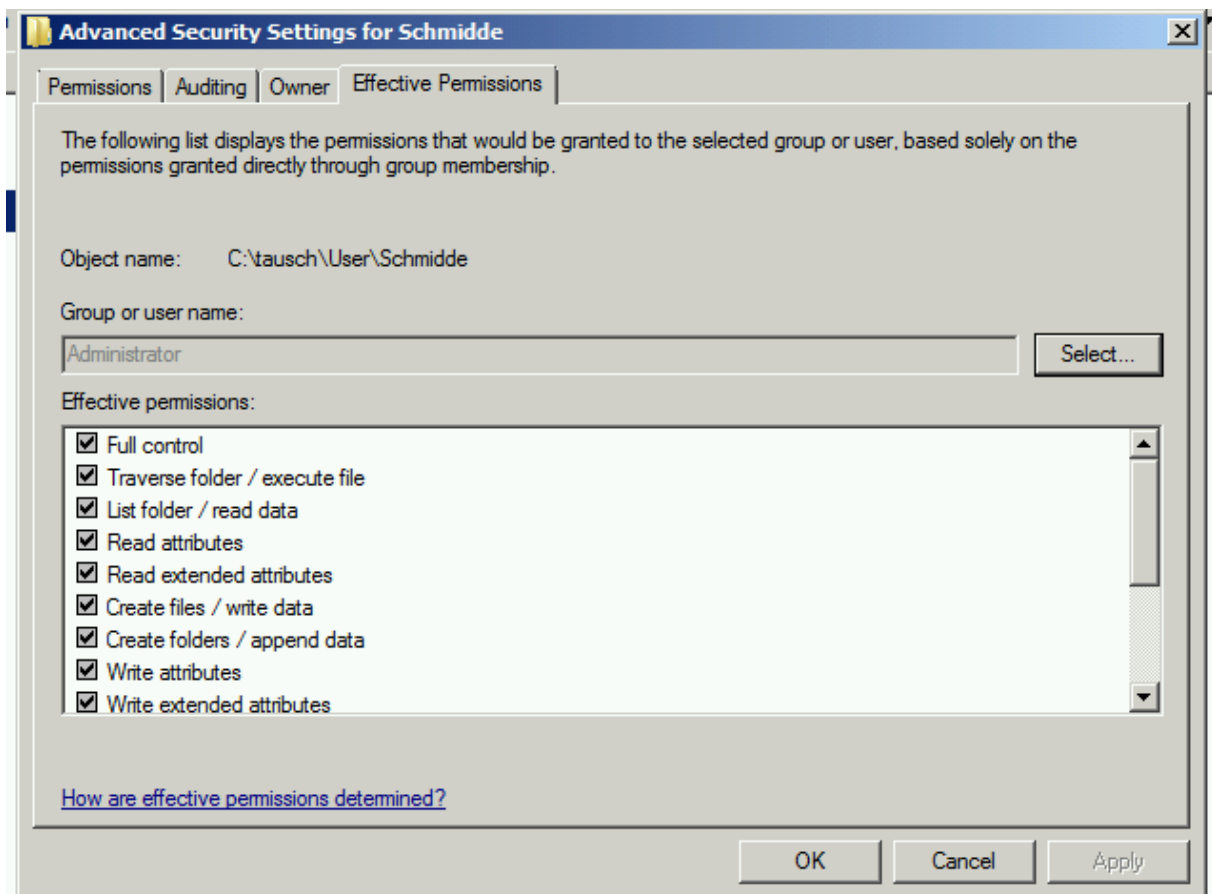 Advanced Security Settings for Schmidde
Permissions Auditing Owner Effective Permissions
The following list displays the permissions that would be granted to the selected group or user, based solely on the
permissions granted directly through group membership.
Object name: C:\tausch\User\Schmidde
Group or user name:
Administrator Select...
Effective permissions:
Full control
Traverse folder / execute file
List folder / read data
Read attributes
Read extended attributes
Create files / write data
Create folders / append data
Write attributes
Write extended attributes
How are effective permissions determined?
OK Cancel Apply